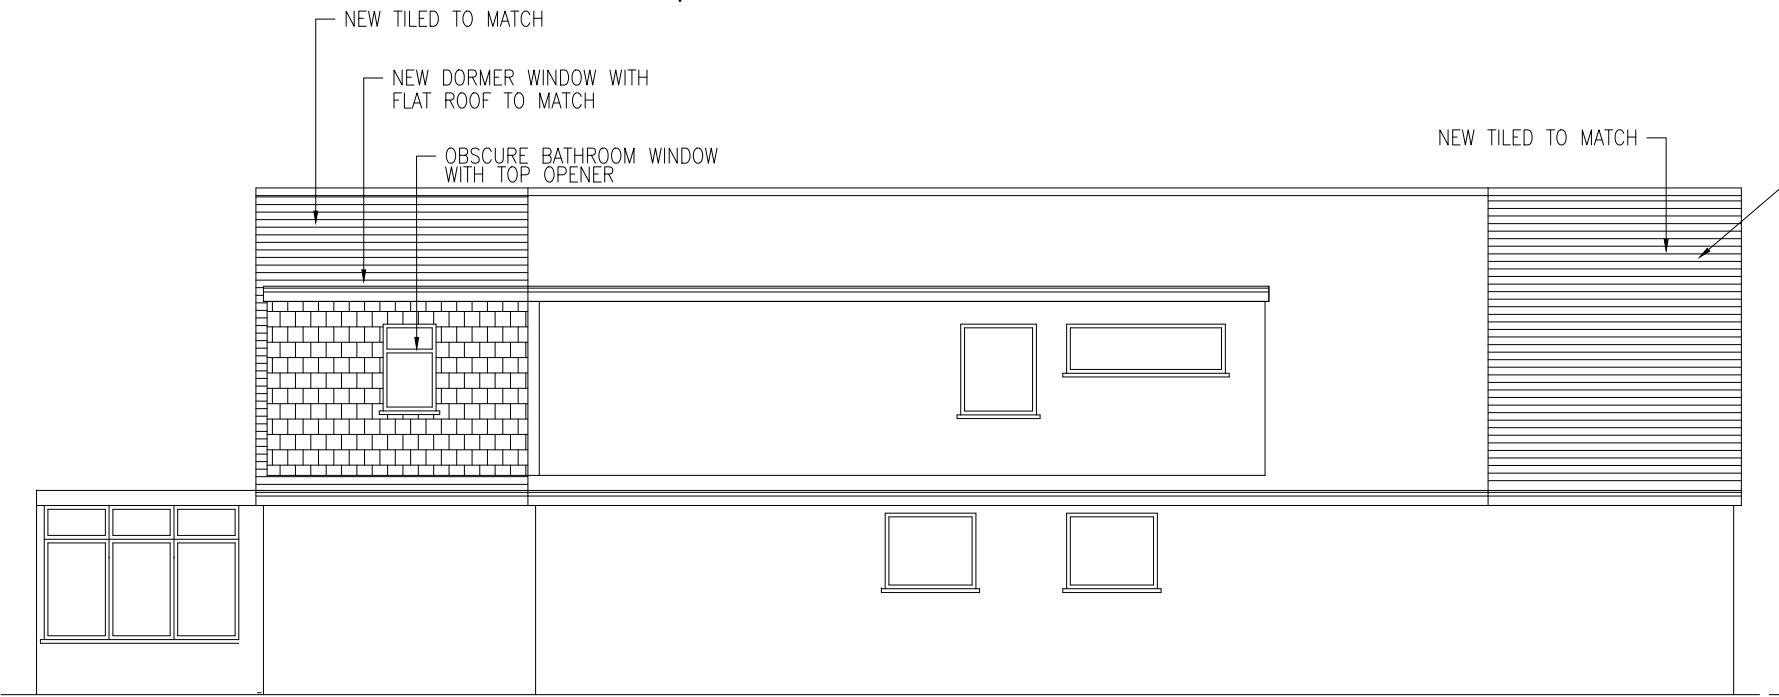 NEW TILED TO MATCH
NEW DORMER WINDOW WITH
FLAT ROOF TO MATCH
OBSCURE BATHROOM WINDOW
WITH TOP OPENER
NEW TILED TO MATCH